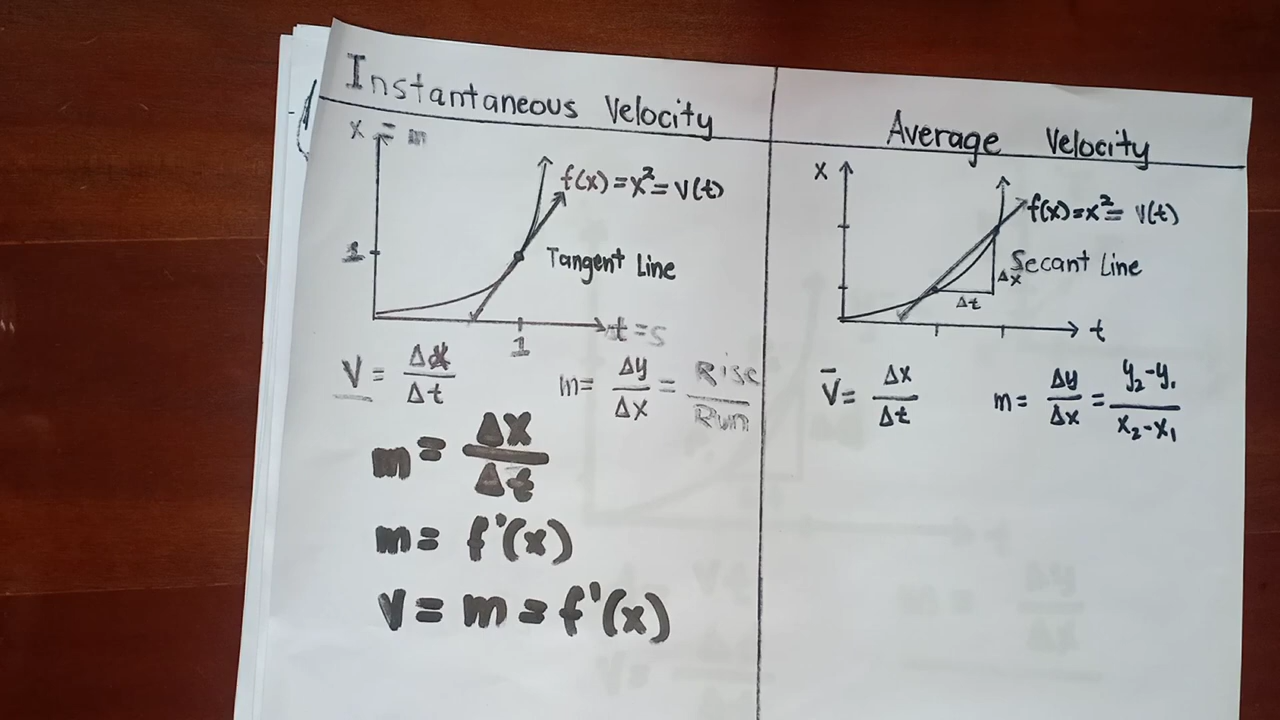 Instantaneous Velocity
x = m
f(x) = x² = v(t)
1
Tangent Line
t = s
1
V = Δx/Δt
m = Δy/Δx = Rise/Run
m = Δx/Δt
m = f'(x)
v = m = f'(x)
Average Velocity
x
f(x) = x² = v(t)
Secant Line
Δx
Δt
t
V̄ = Δx/Δt
m = Δy/Δx = y₂-y₁/x₂-x₁